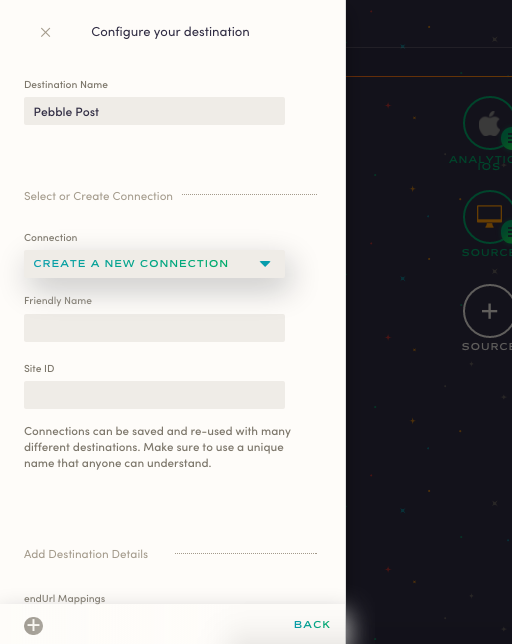 Configure your destination
Destination Name
Pebble Post
Select or Create Connection
Connection
CREATE A NEW CONNECTION
Friendly Name
Site ID
Connections can be saved and re-used with many
different destinations. Make sure to use a unique
name that anyone can understand.
Add Destination Details
endUrl Mappings
BACK
ANALYTIC
iOS+
SOURCE
SOURCE